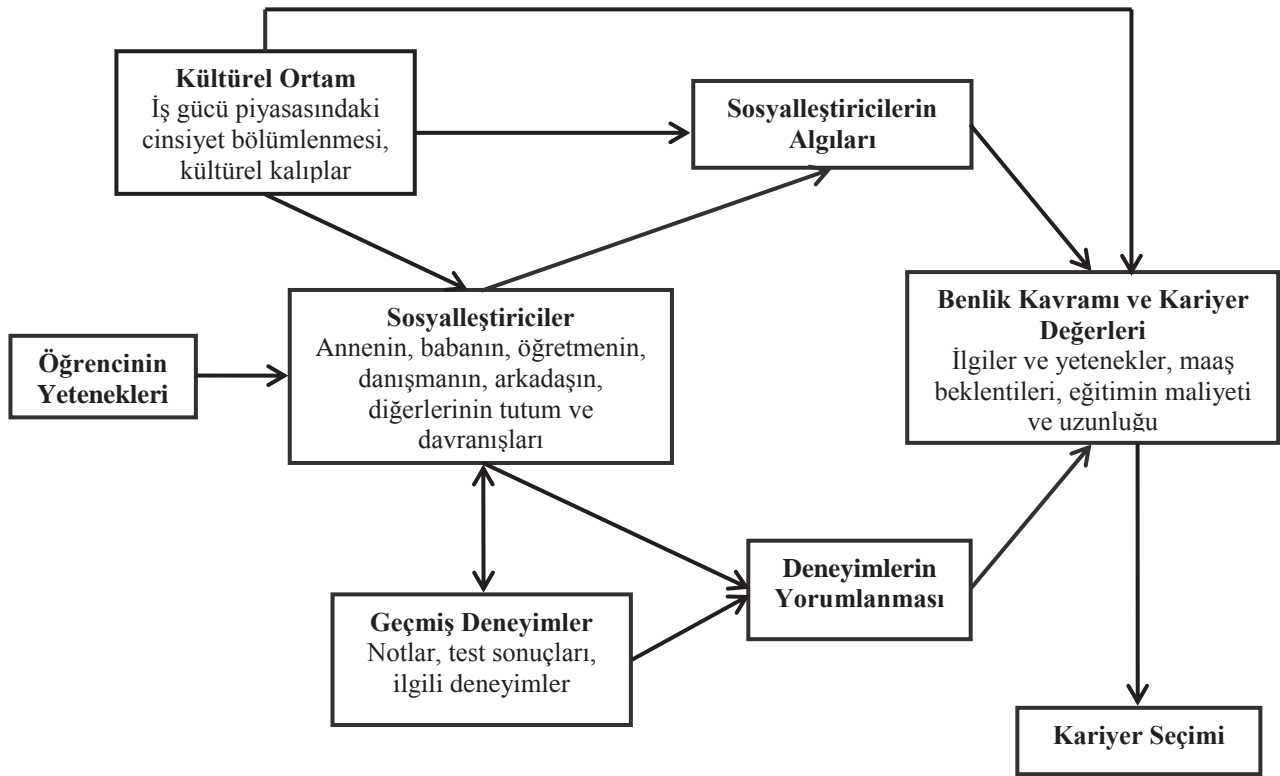 Kültürel Ortam
İş gücü piyasasındaki
cinsiyet bölümlenmesi,
kültürel kalıplar
Sosyalleştiricilerin
Algıları
Sosyalleştiriciler
Annenin, babanın, öğretmenin,
danışmanın, arkadaşın,
diğerlerinin tutum ve
davranışları
Öğrencinin
Yetenekleri
Benlik Kavramı ve Kariyer
Değerleri
İlgiler ve yetenekler, maaş
beklentileri, eğitimin maliyeti
ve uzunluğu
Deneyimlerin
Yorumlanması
Geçmiş Deneyimler
Notlar, test sonuçları,
ilgili deneyimler
Kariyer Seçimi